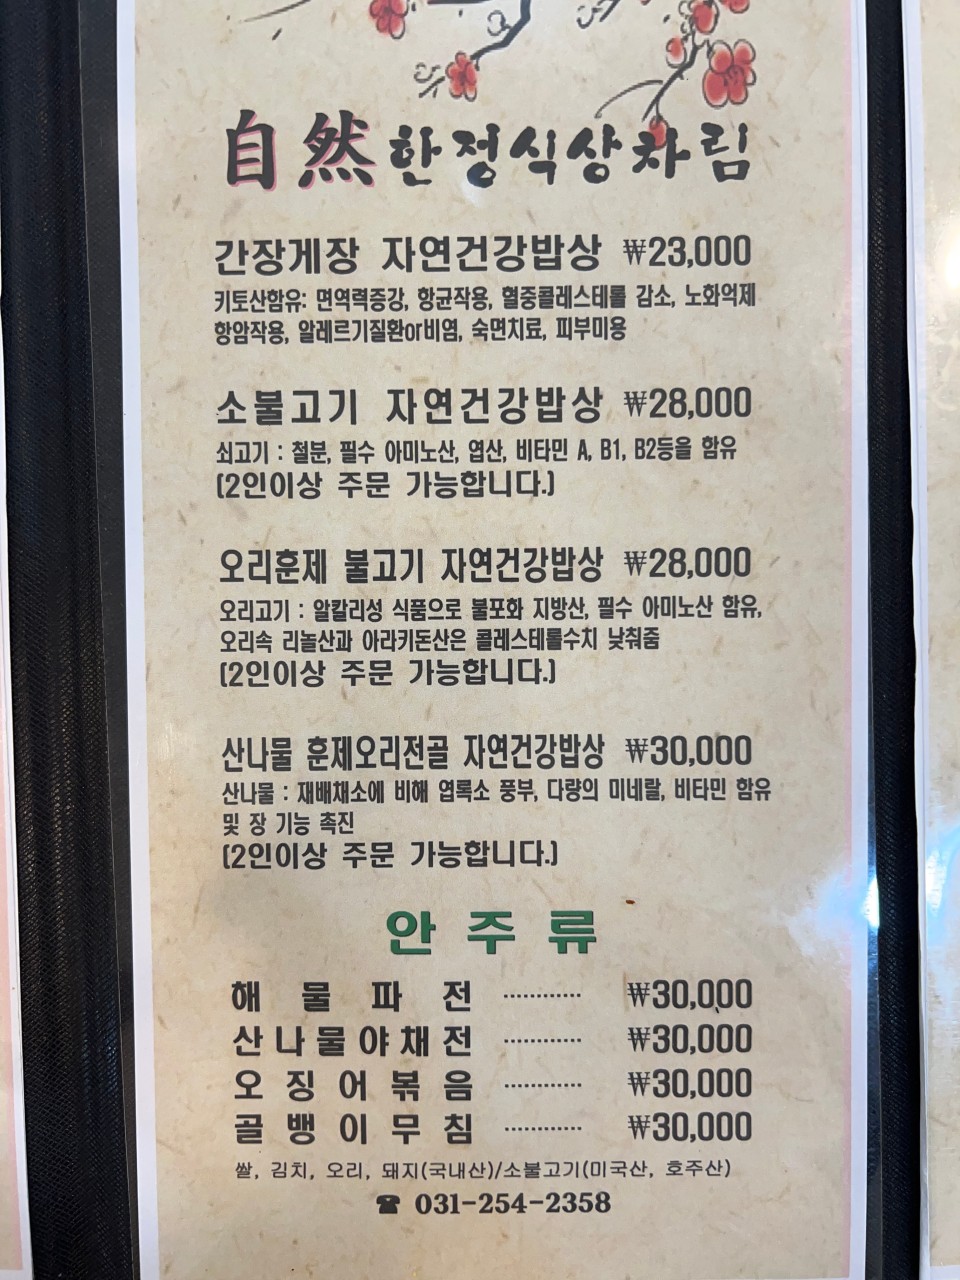 自然한정식상차림
간장게장 자연건강밥상 ₩23,000
키토산함유: 면역력증강, 항균작용, 혈중콜레스테롤 감소, 노화억제
항암작용, 알레르기질환or비염, 숙면치료, 피부미용
소불고기 자연건강밥상 ₩28,000
쇠고기 : 철분, 필수 아미노산, 엽산, 비타민 A, B1, B2등을 함유
(2인이상 주문 가능합니다.)
오리훈제 불고기 자연건강밥상 ₩28,000
오리고기 : 알칼리성 식품으로 불포화 지방산, 필수 아미노산 함유,
오리속 리놀산과 아라키돈산은 콜레스테롤수치 낮춰줌
(2인이상 주문 가능합니다.)
산나물 훈제오리전골 자연건강밥상 ₩30,000
산나물 : 재배채소에 비해 엽록소 풍부, 다량의 미네랄, 비타민 함유
및 장 기능 촉진
(2인이상 주문 가능합니다.)
안주류
해물파전 ············ ₩30,000
산나물야채전 ············ ₩30,000
오징어볶음 ············ ₩30,000
골뱅이무침 ············ ₩30,000
쌀, 김치, 오리, 돼지(국내산)/소불고기(미국산, 호주산)
☎ 031-254-2358